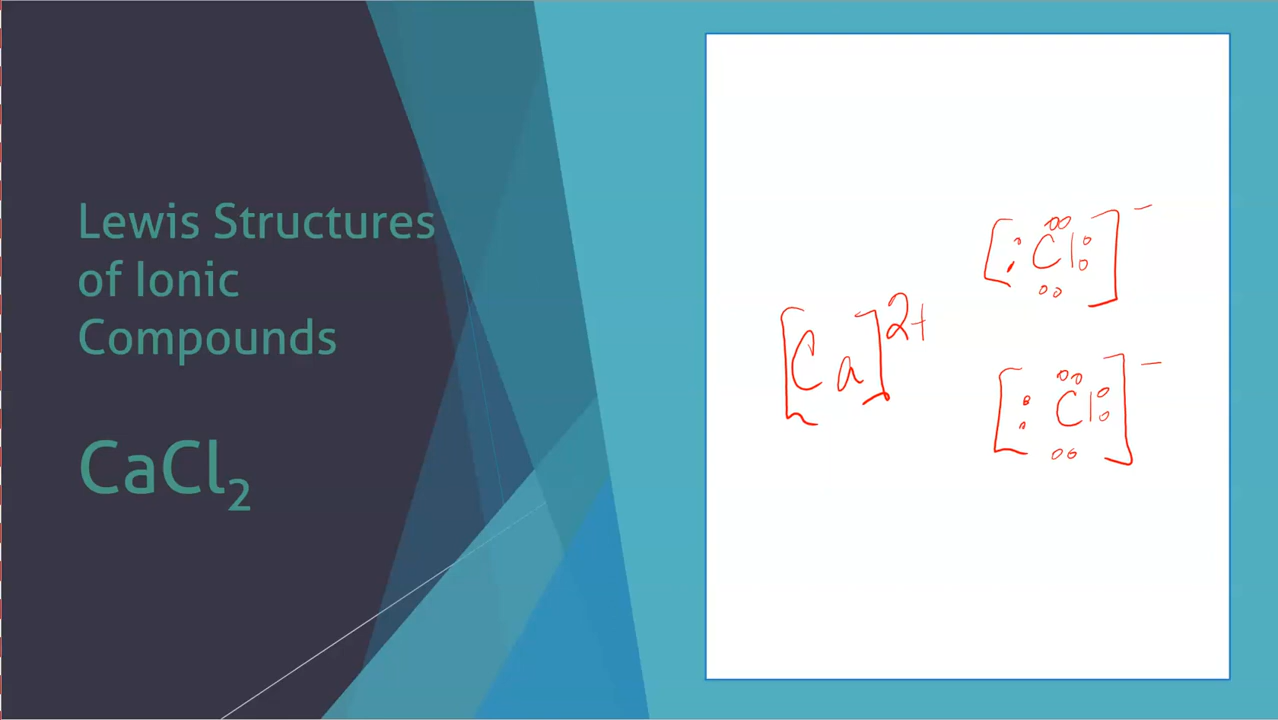 Lewis Structures
of Ionic
Compounds
CaCl₂
[Ca]²⁺
[:Cl:]⁻
[:Cl:]⁻